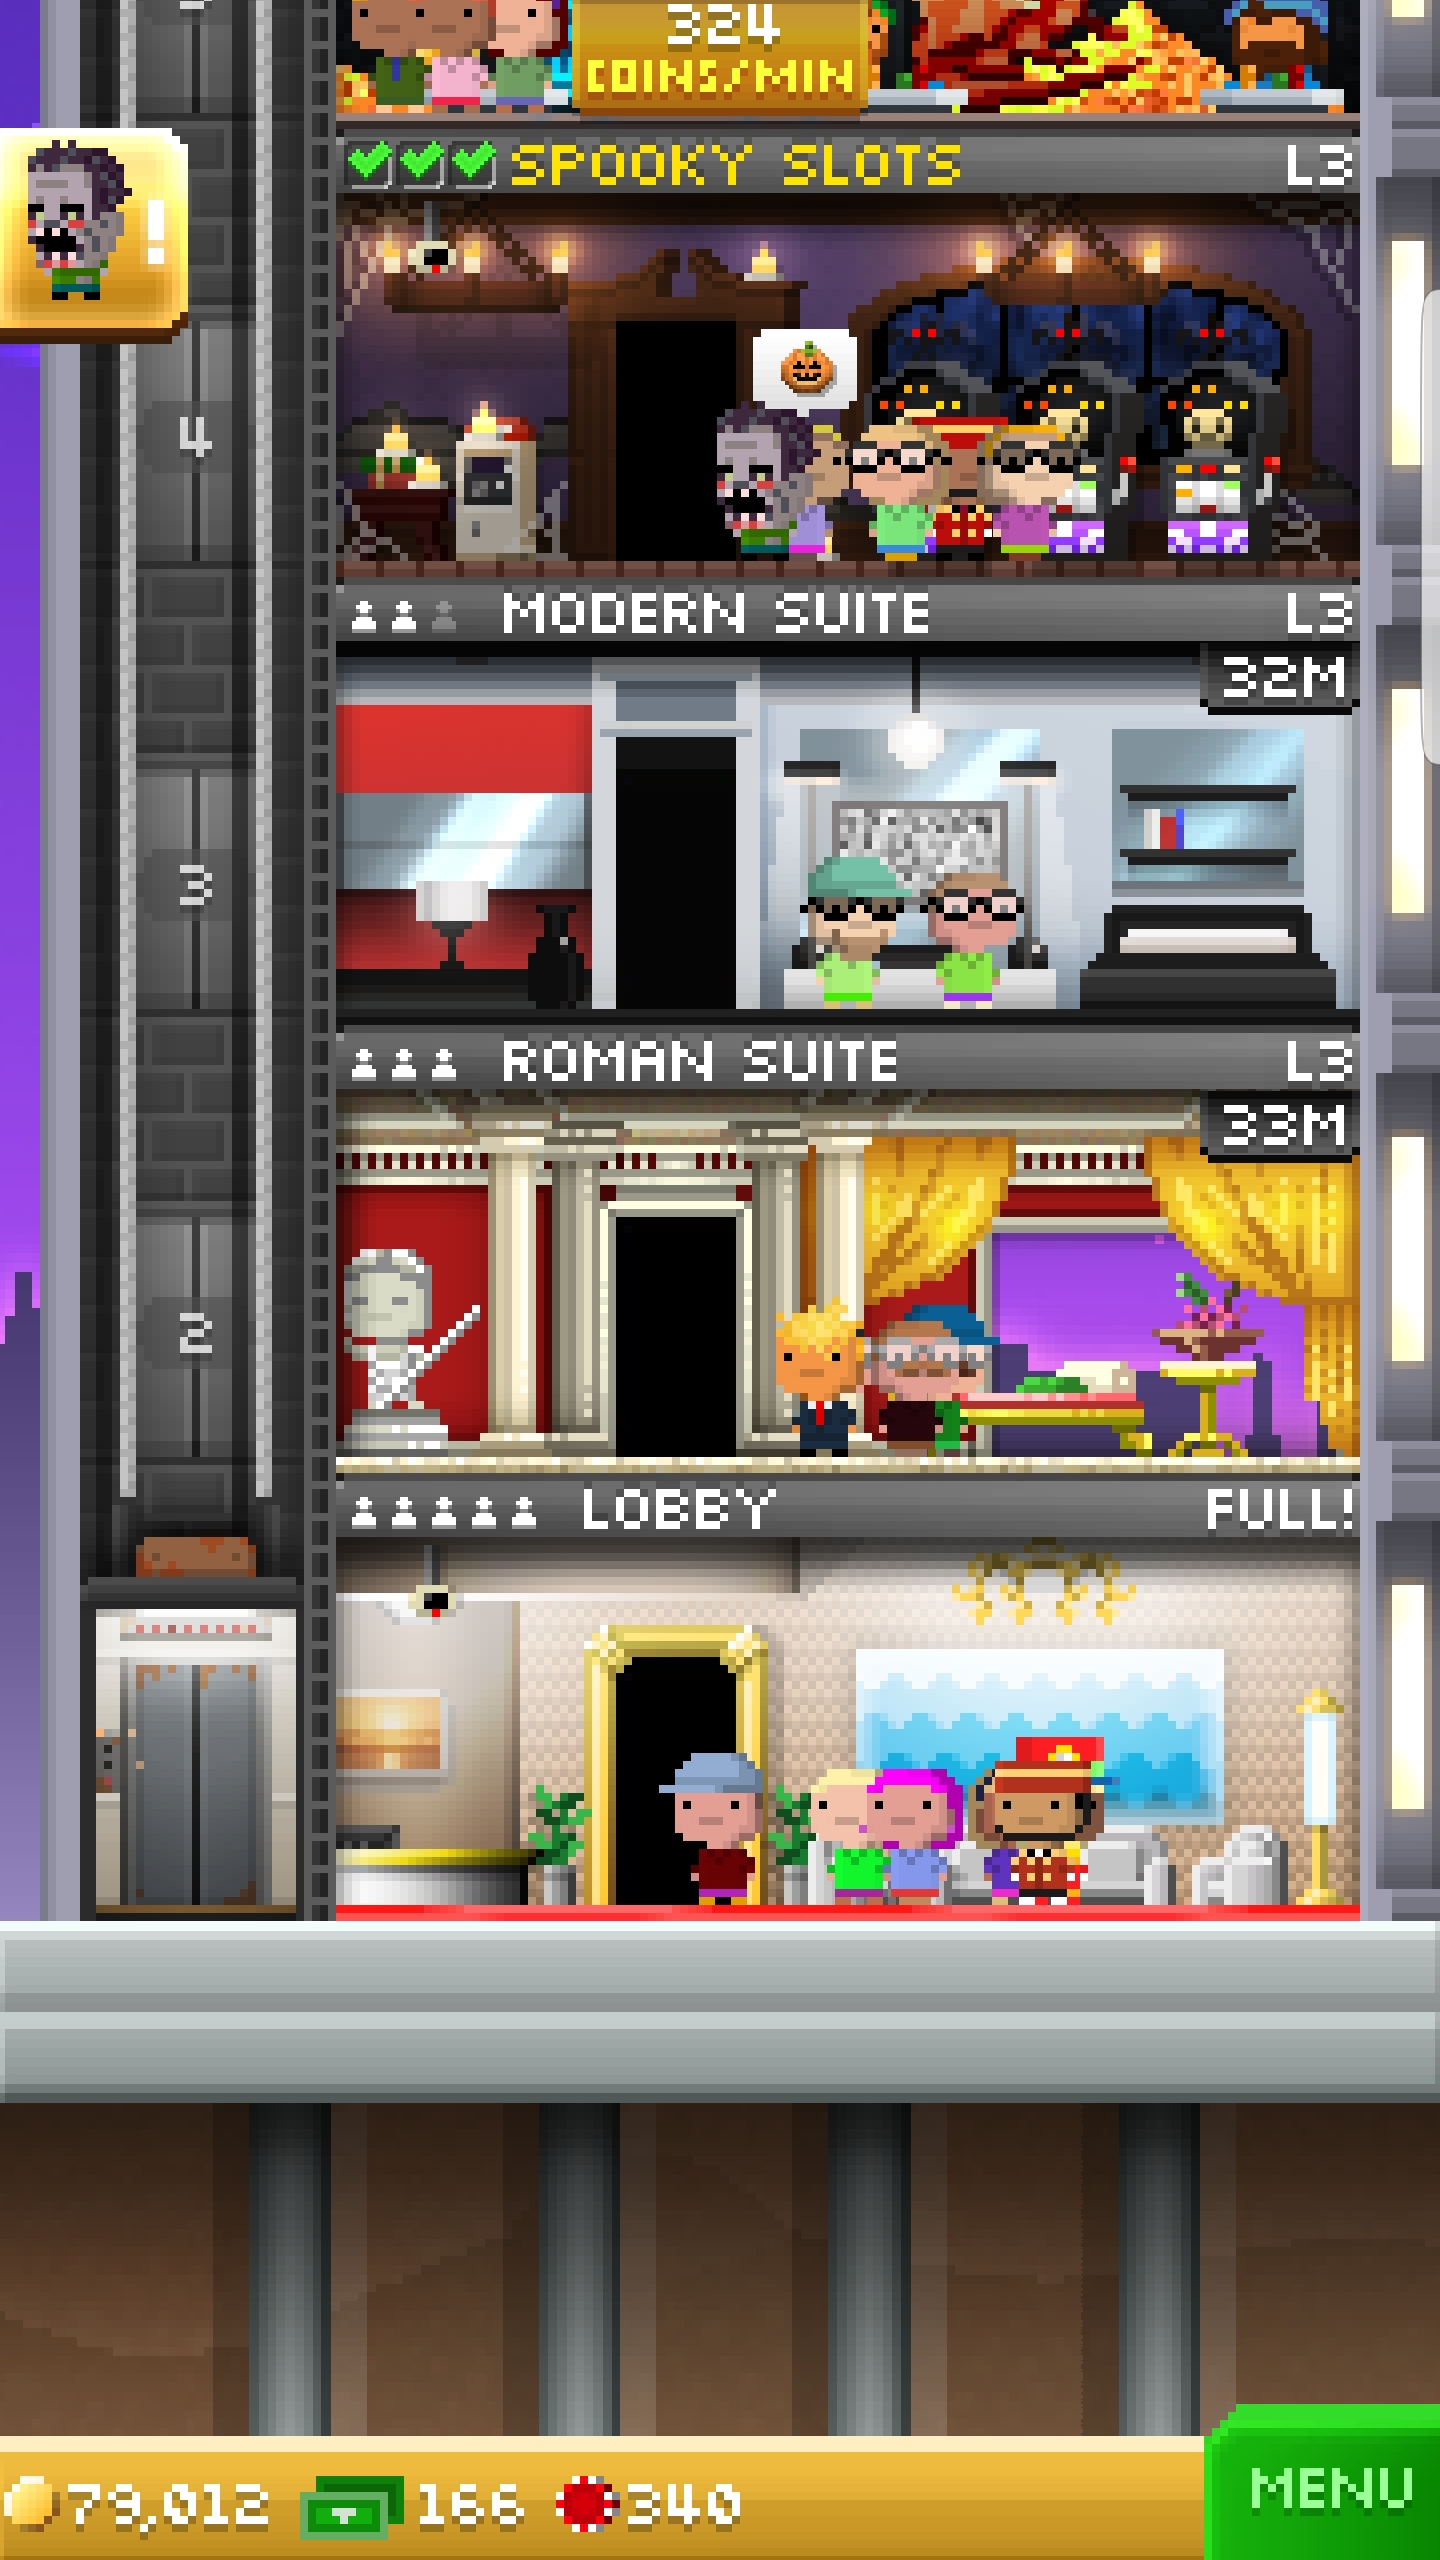 324
COINS/MIN
SPOOKY SLOTS L3
!
4
MODERN SUITE L3
32M
3
ROMAN SUITE L3
33M
2
LOBBY FULL!
79,012 166 340
MENU